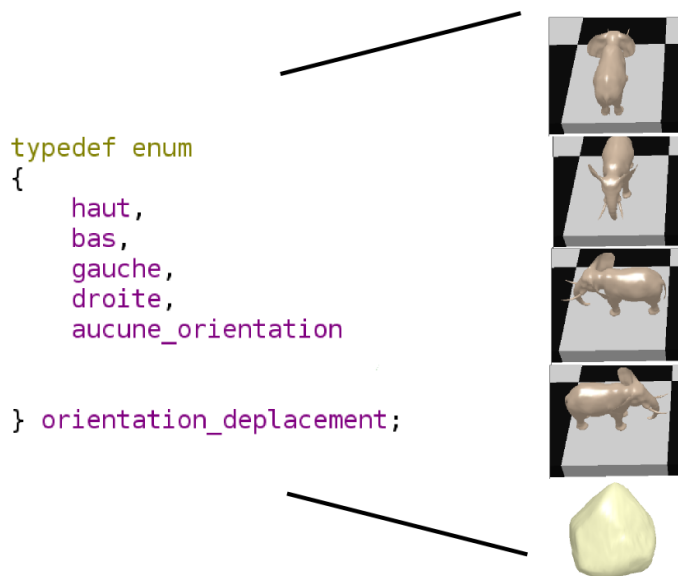 typedef enum
{
haut,
bas,
gauche,
droite,
aucune_orientation
} orientation_deplacement;